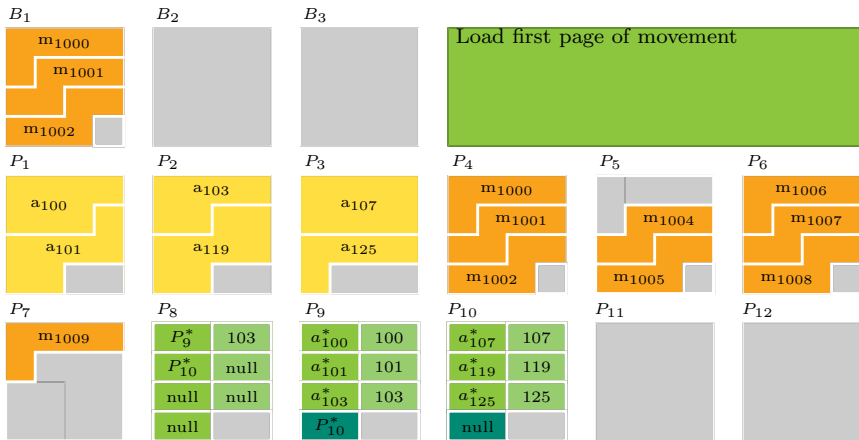 B₁ B₂ B₃
m₁₀₀₀ Load first page of movement
m₁₀₀₁
m₁₀₀₂
P₁ P₂ P₃ P₄ P₅ P₆
a₁₀₀ a₁₀₃ a₁₀₇ m₁₀₀₀ m₁₀₀₆
m₁₀₀₁ m₁₀₀₄ m₁₀₀₇
a₁₀₁ a₁₁₉ a₁₂₅
m₁₀₀₂ m₁₀₀₅ m₁₀₀₈
P₇ P₈ P₉ P₁₀ P₁₁ P₁₂
m₁₀₀₉ P₉* 103 a₁₀₀* 100 a₁₀₇* 107
P₁₀* null a₁₀₁* 101 a₁₁₉* 119
null null a₁₀₃* 103 a₁₂₅* 125
null P₁₀* null